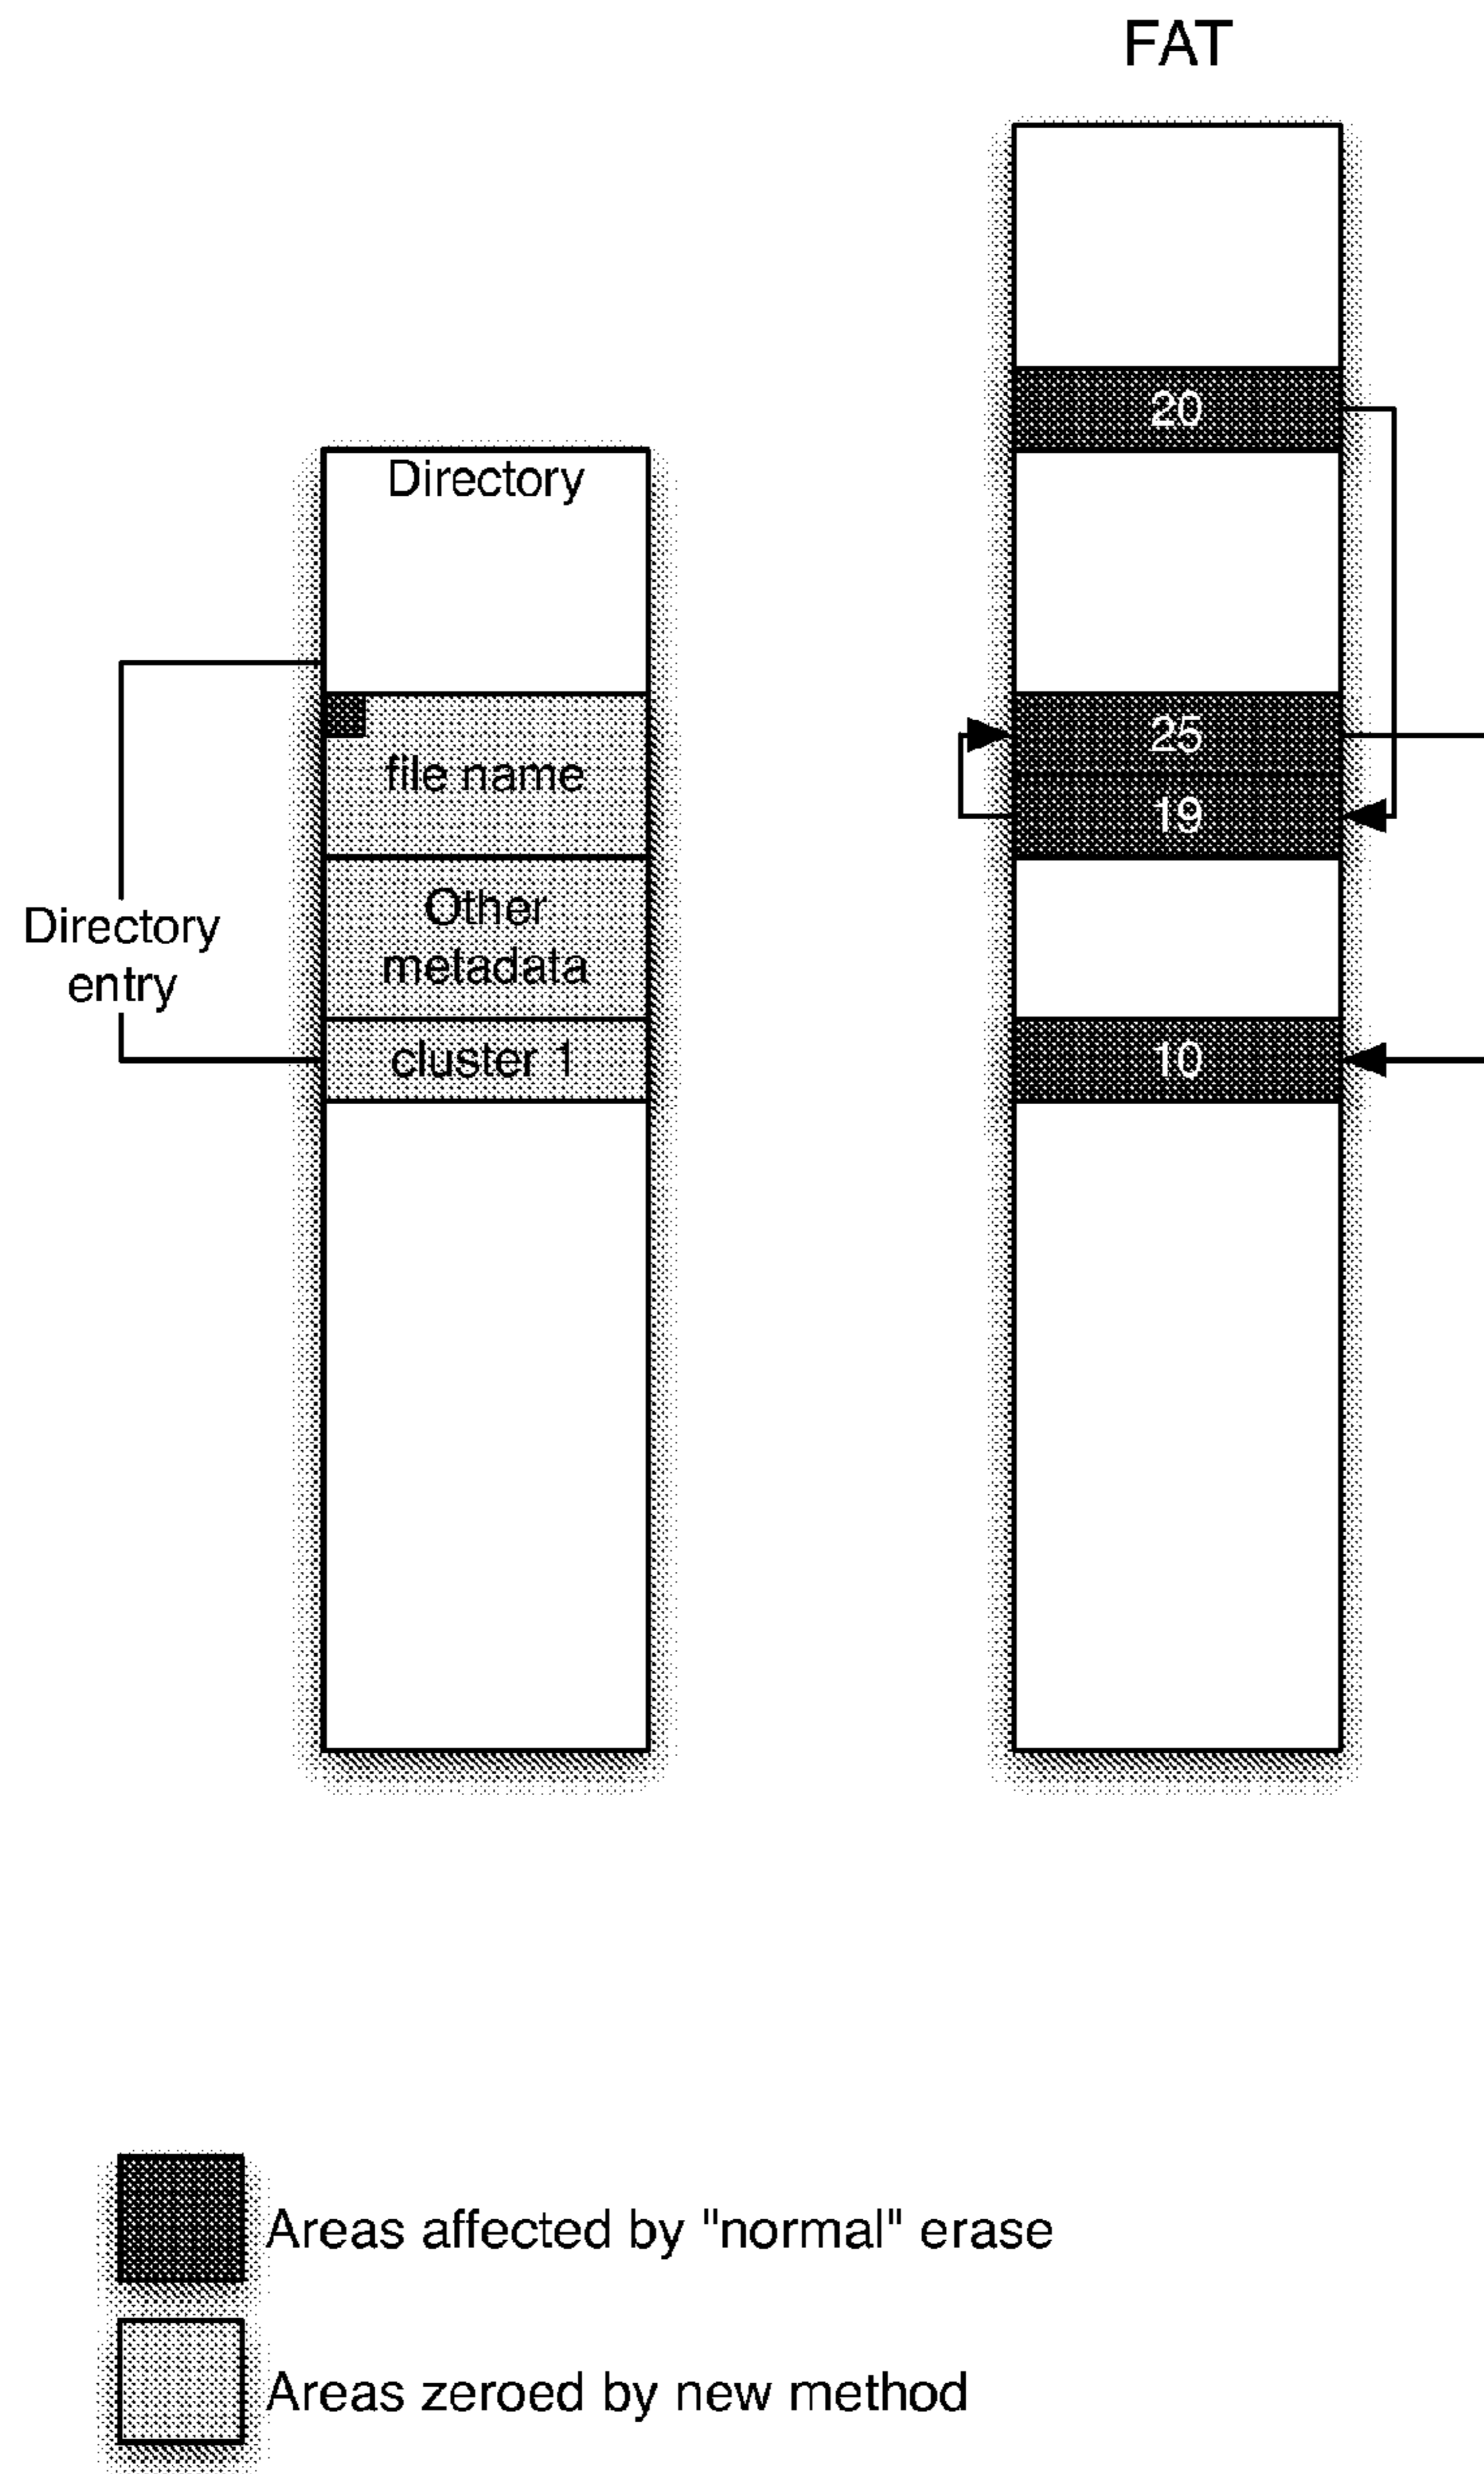 FAT
20
Directory
25
file name
19
Other
metadata
Directory
entry
cluster 1
10
Areas affected by "normal" erase
Areas zeroed by new method